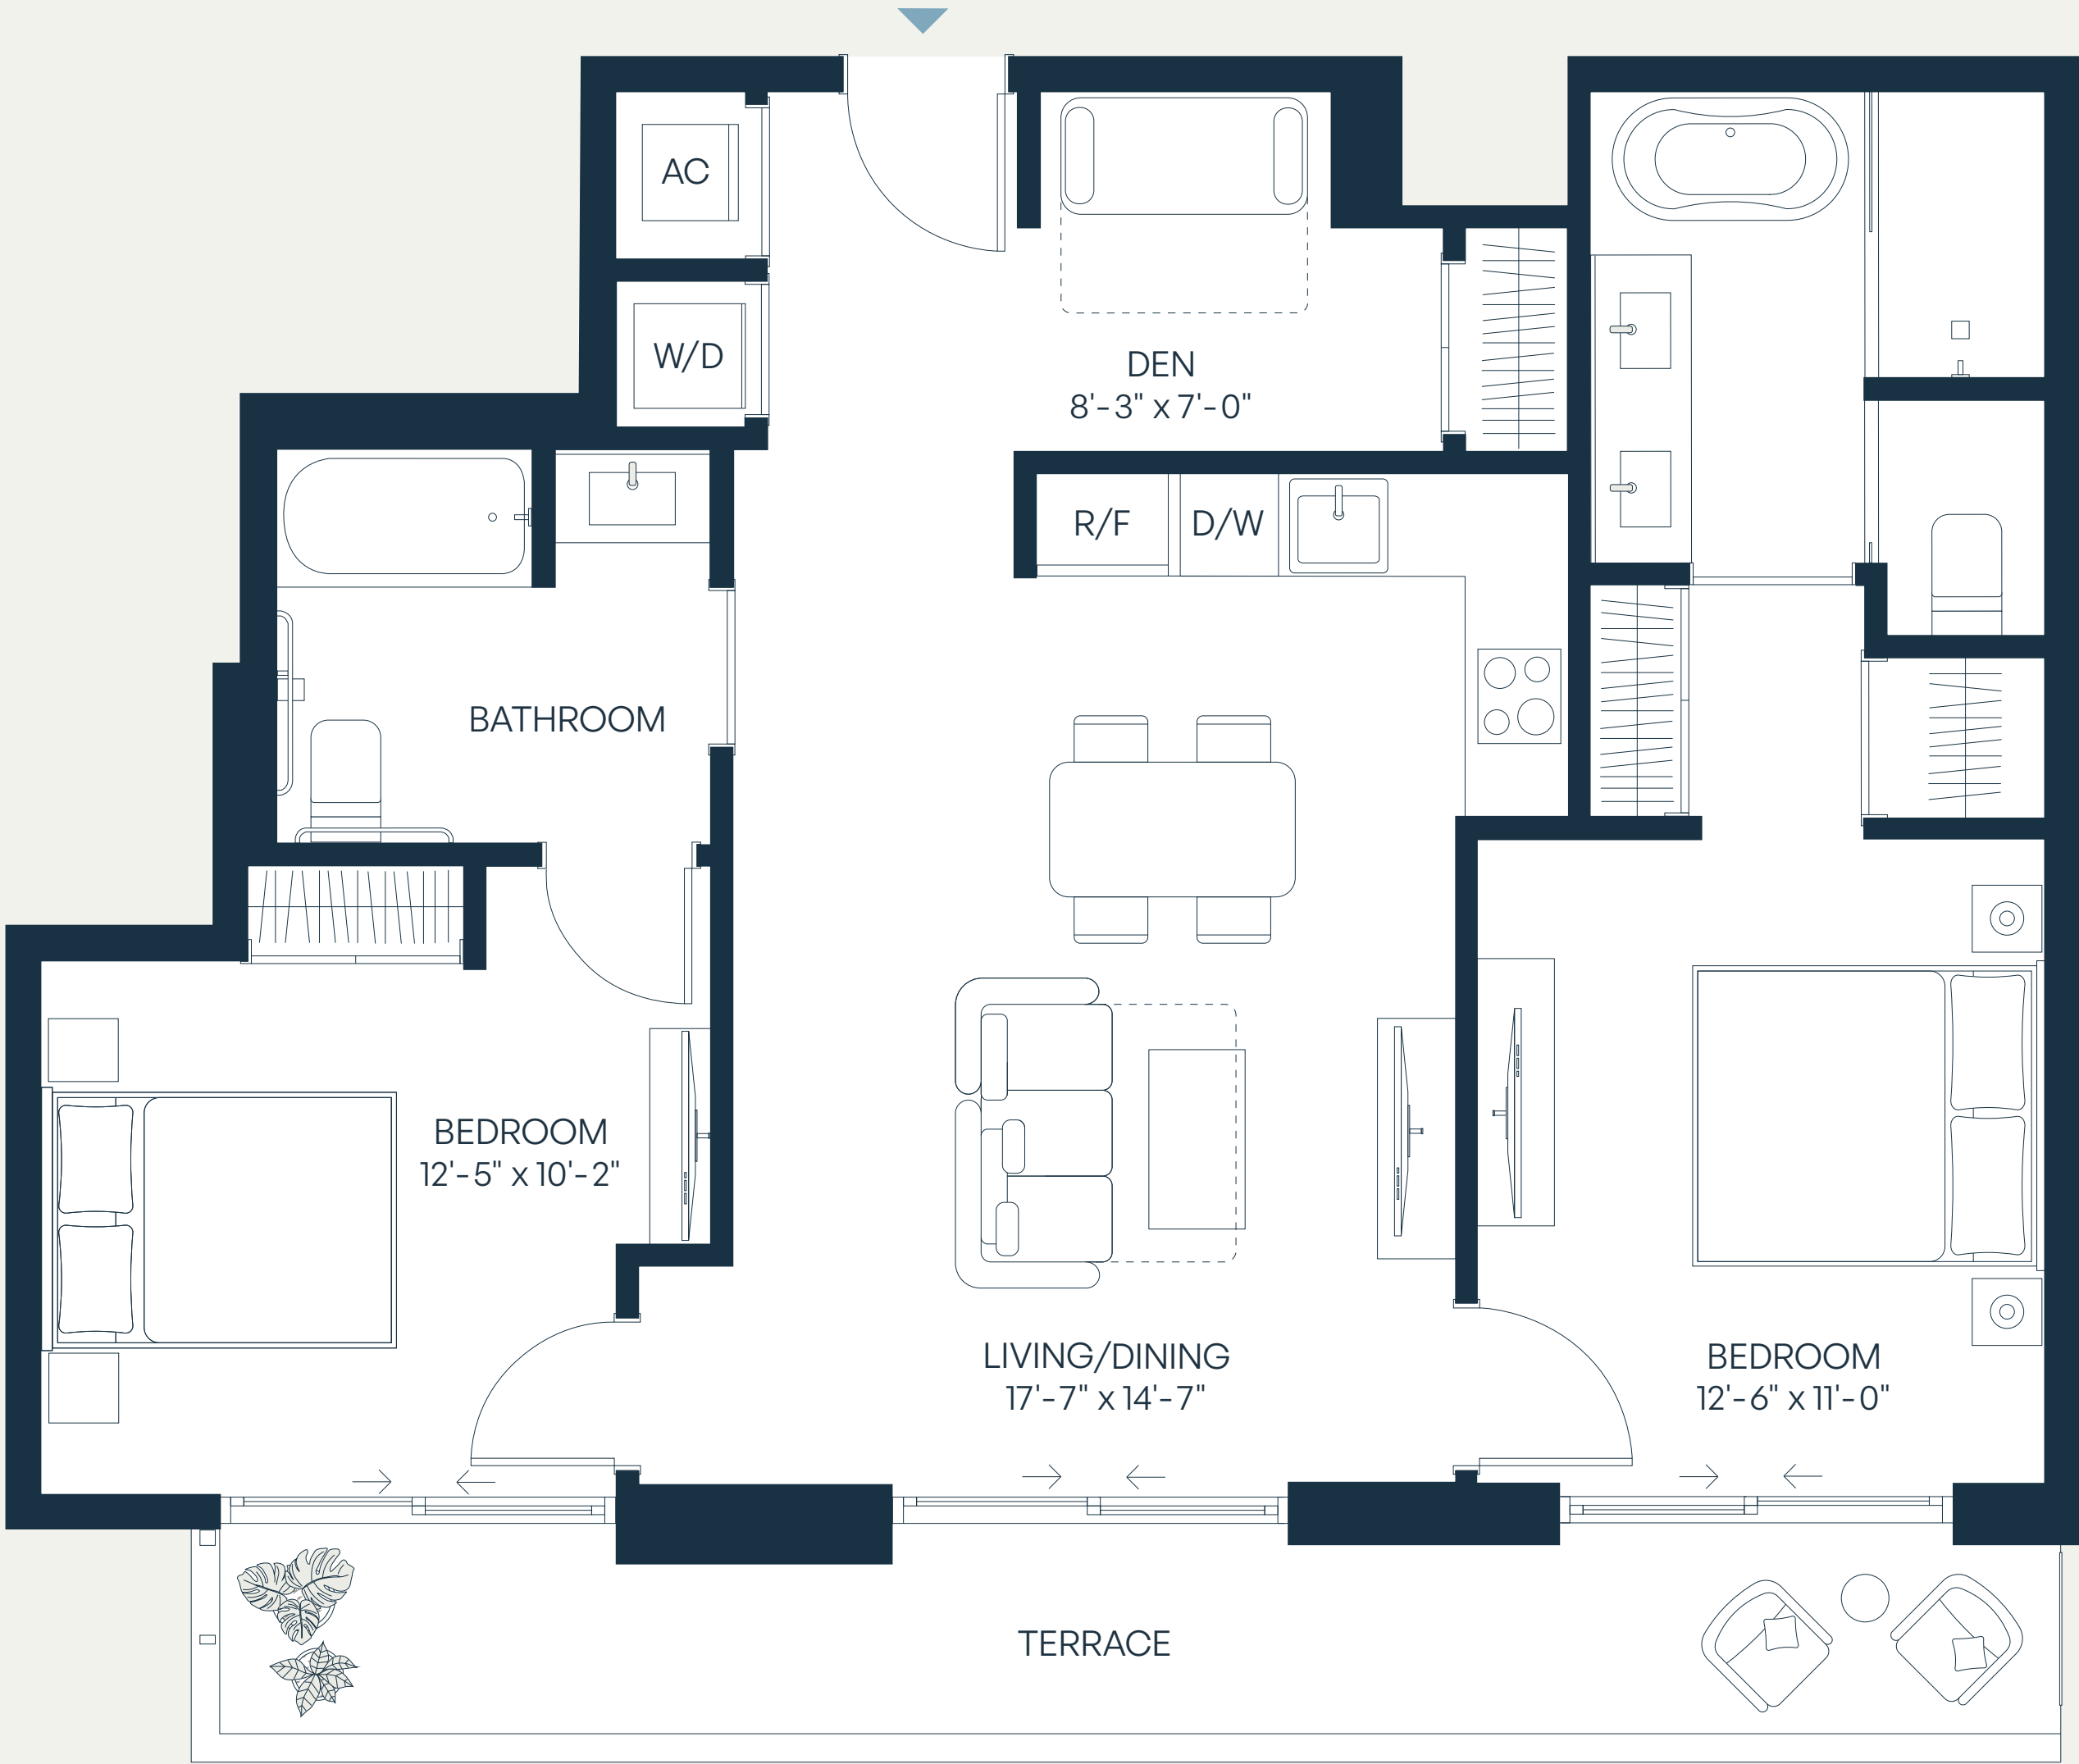 AC
W/D
DEN
8'-3" x 7'-0"
R/F
D/W
BATHROOM
BEDROOM
12'-5" x 10'-2"
LIVING/DINING
17'-7" x 14'-7"
BEDROOM
12'-6" x 11'-0"
TERRACE